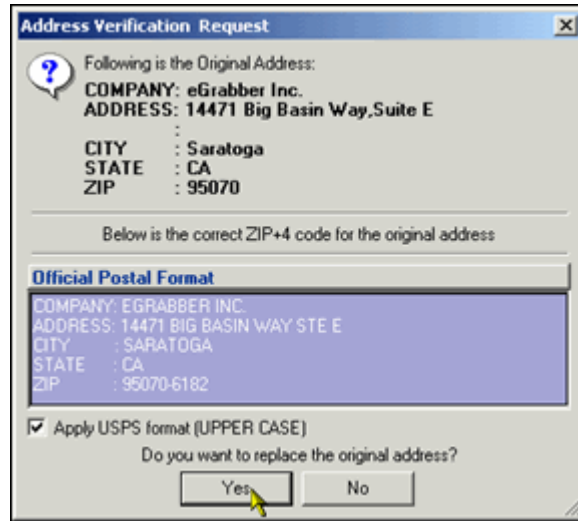 Address Verification Request
Following is the Original Address:
COMPANY: eGrabber Inc.
ADDRESS: 14471 Big Basin Way,Suite E
:
CITY : Saratoga
STATE : CA
ZIP : 95070
Below is the correct ZIP+4 code for the original address
Official Postal Format
COMPANY: EGRABBER INC.
ADDRESS: 14471 BIG BASIN WAY STE E
CITY : SARATOGA
STATE : CA
ZIP : 95070-6182
Apply USPS format (UPPER CASE)
Do you want to replace the original address?
Yes No